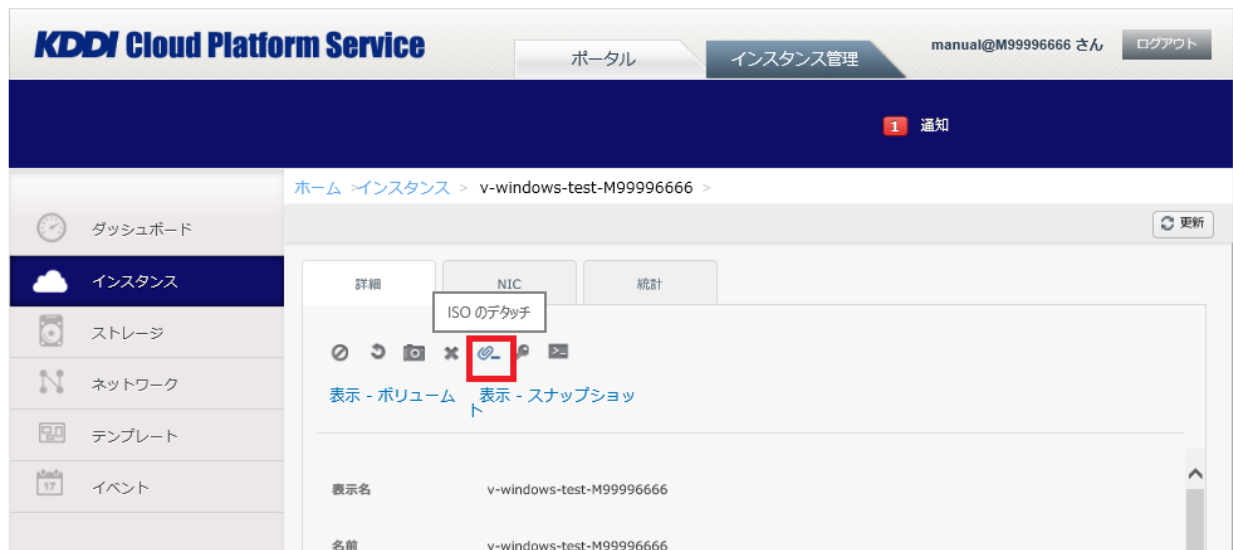 KDDI Cloud Platform Service
ポータル
インスタンス管理
manual@M99996666 さん
ログアウト
1 通知
ホーム >インスタンス > v-windows-test-M99996666 >
更新
ダッシュボード
インスタンス
ストレージ
ネットワーク
テンプレート
17 イベント
詳細
NIC
統計
ISO のデタッチ
表示 - ボリューム
表示 - スナップショッ
ト
表示名 v-windows-test-M99996666
名前 v-windows-test-M99996666